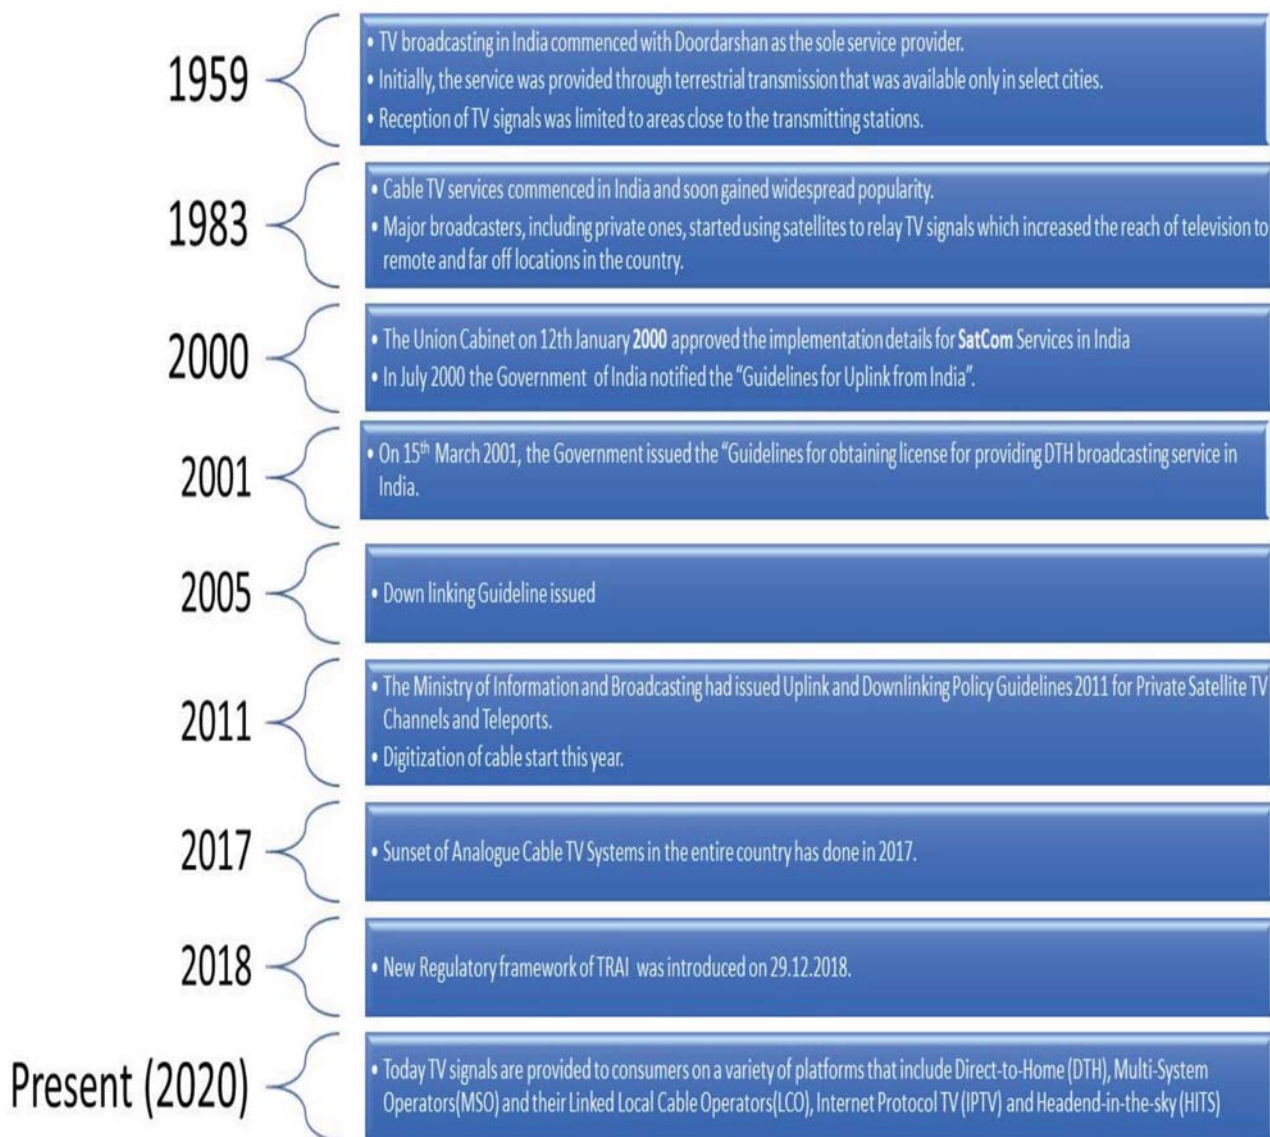 1959
• TV broadcasting in India commenced with Doordarshan as the sole service provider.
• Initially, the service was provided through terrestrial transmission that was available only in select cities.
• Reception of TV signals was limited to areas close to the transmitting stations.
1983
• Cable TV services commenced in India and soon gained widespread popularity.
• Major broadcasters, including private ones, started using satellites to relay TV signals which increased the reach of television to
remote and far off locations in the country.
2000
• The Union Cabinet on 12th January 2000 approved the implementation details for SatCom Services in India
• In July 2000 the Government of India notified the “Guidelines for Uplink from India”.
2001
• On 15th March 2001, the Government issued the “Guidelines for obtaining license for providing DTH broadcasting service in
India.
2005
• Down linking Guideline issued
2011
• The Ministry of Information and Broadcasting had issued Uplink and Downlinking Policy Guidelines 2011 for Private Satellite TV
Channels and Teleports.
• Digitization of cable start this year.
2017
• Sunset of Analogue Cable TV Systems in the entire country has done in 2017.
2018
• New Regulatory framework of TRAI was introduced on 29.12.2018.
Present (2020)
• Today TV signals are provided to consumers on a variety of platforms that include Direct-to-Home (DTH), Multi-System
Operators(MSO) and their Linked Local Cable Operators(LCO), Internet Protocol TV (IPTV) and Headend-in-the-sky (HITS)